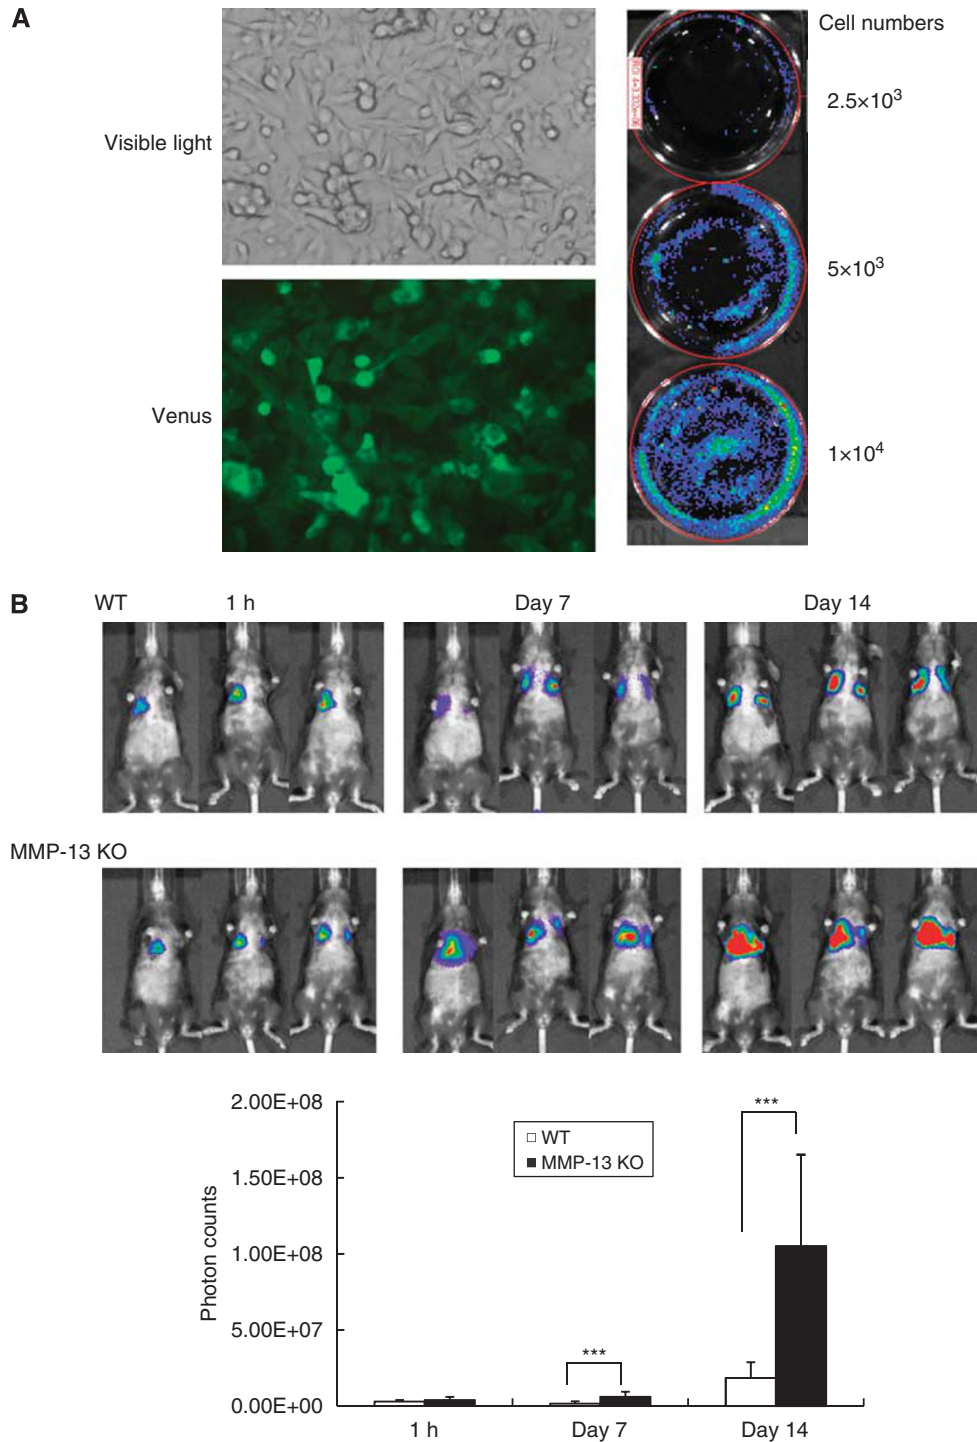 A
Visible light
Venus
Cell numbers
2.5×10³
5×10³
1×10⁴
B
WT
1 h
Day 7
Day 14
MMP-13 KO
Photon counts
2.00E+08
1.50E+08
1.00E+08
5.00E+07
0.00E+00
WT
MMP-13 KO
***
***
1 h
Day 7
Day 14